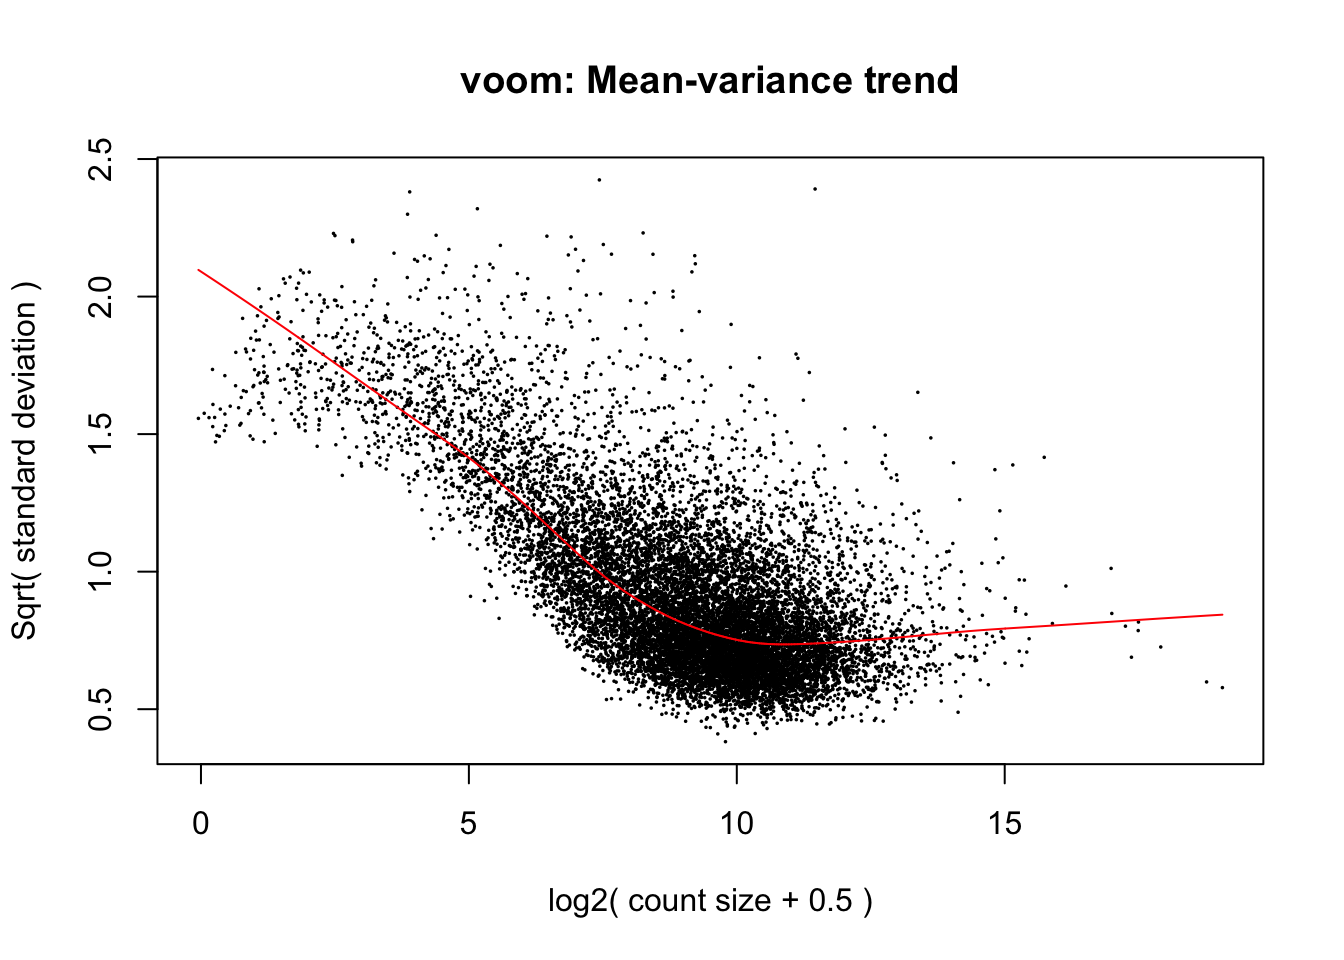 voom: Mean-variance trend
Sqrt( standard deviation )
2.5
2.0
1.5
1.0
0.5
0 5 10 15
log2( count size + 0.5 )